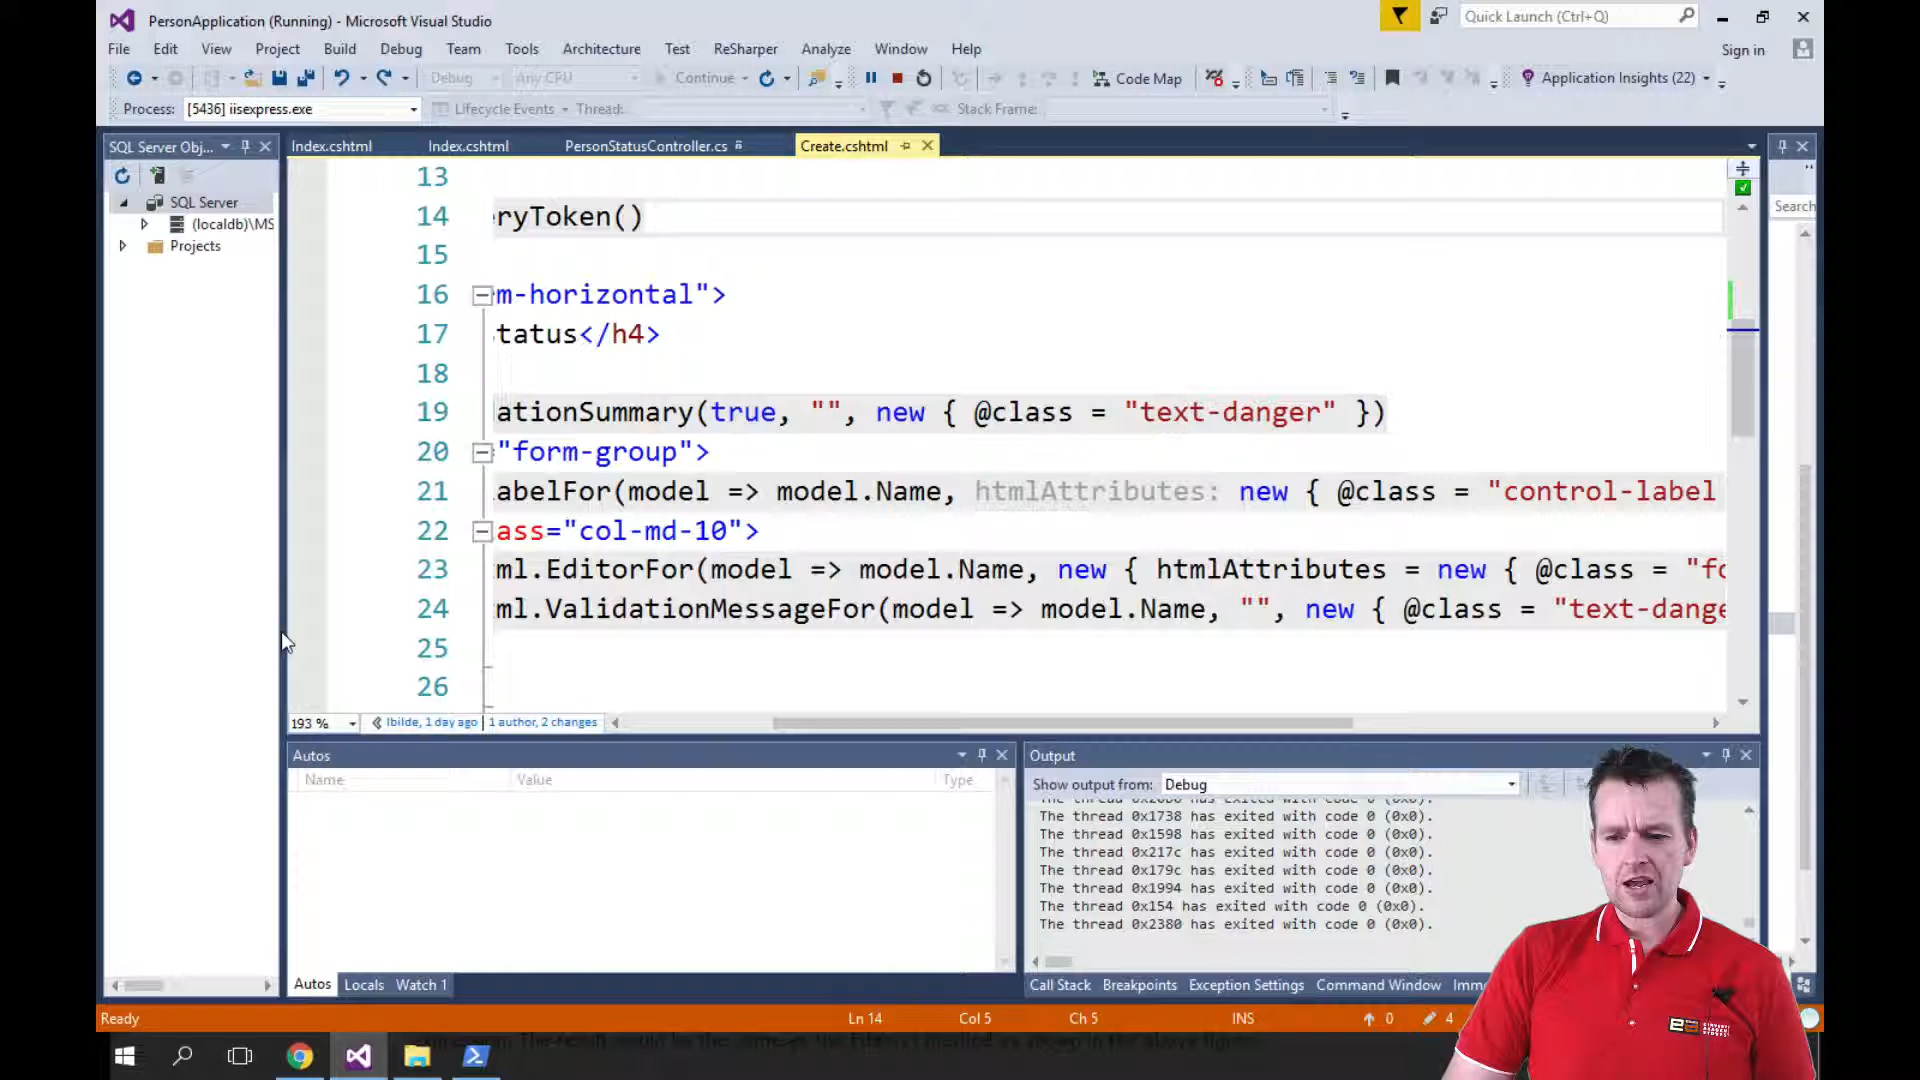 PersonApplication (Running) - Microsoft Visual Studio
Quick Launch (Ctrl+Q)
File Edit View Project Build Debug Team Tools Architecture Test ReSharper Analyze Window Help
Sign in
Debug Any CPU Continue Code Map Application Insights (22)
Process: [5436] iisexpress.exe Lifecycle Events Thread: Stack Frame:
SQL Server Obj...
Index.cshtml Index.cshtml PersonStatusController.cs Create.cshtml
SQL Server
(localdb)\MS
Projects
Search
13
14 ryToken()
15
16 m-horizontal">
17 tatus</h4>
18
19 ationSummary(true, "", new { @class = "text-danger" })
20 "form-group">
21 abelFor(model => model.Name, htmlAttributes: new { @class = "control-label
22 ass="col-md-10">
23 ml.EditorFor(model => model.Name, new { htmlAttributes = new { @class = "fo
24 ml.ValidationMessageFor(model => model.Name, "", new { @class = "text-dange
25
26
193 % lbilde, 1 day ago | 1 author, 2 changes
Autos
Name Value Type
Output
Show output from: Debug
The thread 0x1738 has exited with code 0 (0x0).
The thread 0x1598 has exited with code 0 (0x0).
The thread 0x217c has exited with code 0 (0x0).
The thread 0x179c has exited with code 0 (0x0).
The thread 0x1994 has exited with code 0 (0x0).
The thread 0x154 has exited with code 0 (0x0).
The thread 0x2380 has exited with code 0 (0x0).
Autos Locals Watch 1
Call Stack Breakpoints Exception Settings Command Window Imm
Ready Ln 14 Col 5 Ch 5 INS 0 4